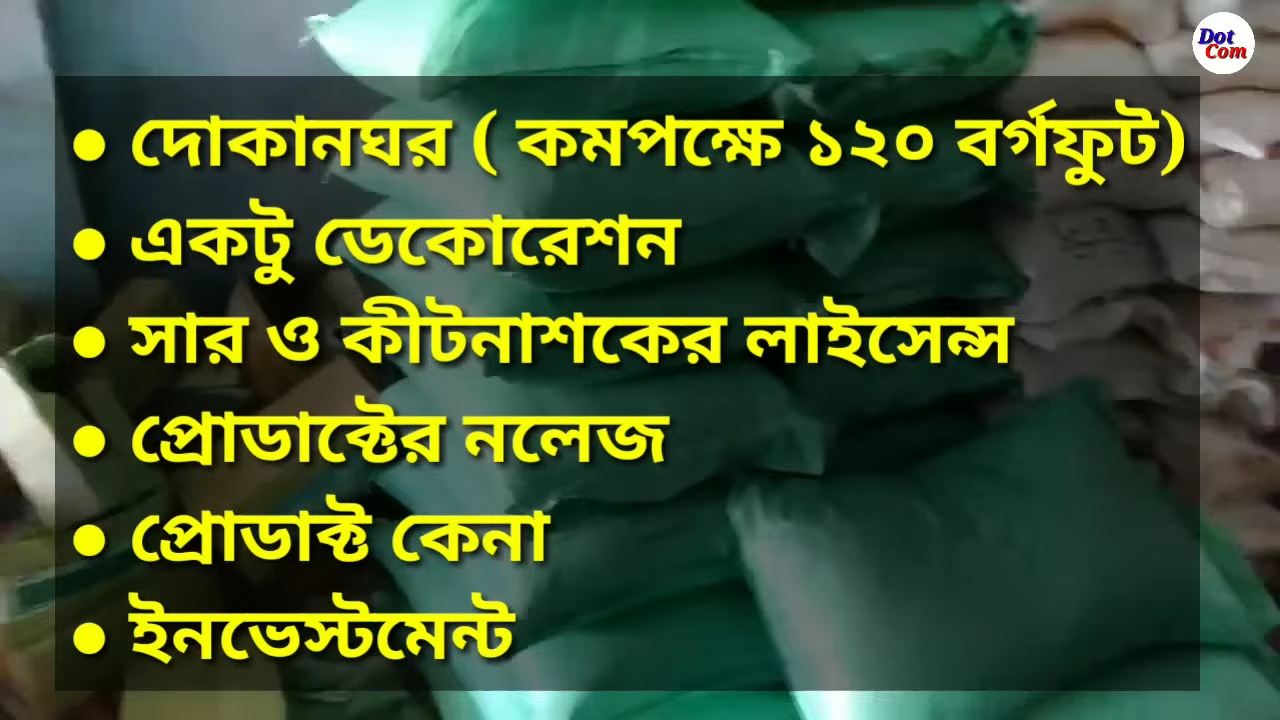 Dot
Com
• দোকানঘর ( কমপক্ষে ১২০ বর্গফুট)
• একটু ডেকোরেশন
• সার ও কীটনাশকের লাইসেন্স
• প্রোডাক্টের নলেজ
• প্রোডাক্ট কেনা
• ইনভেস্টমেন্ট